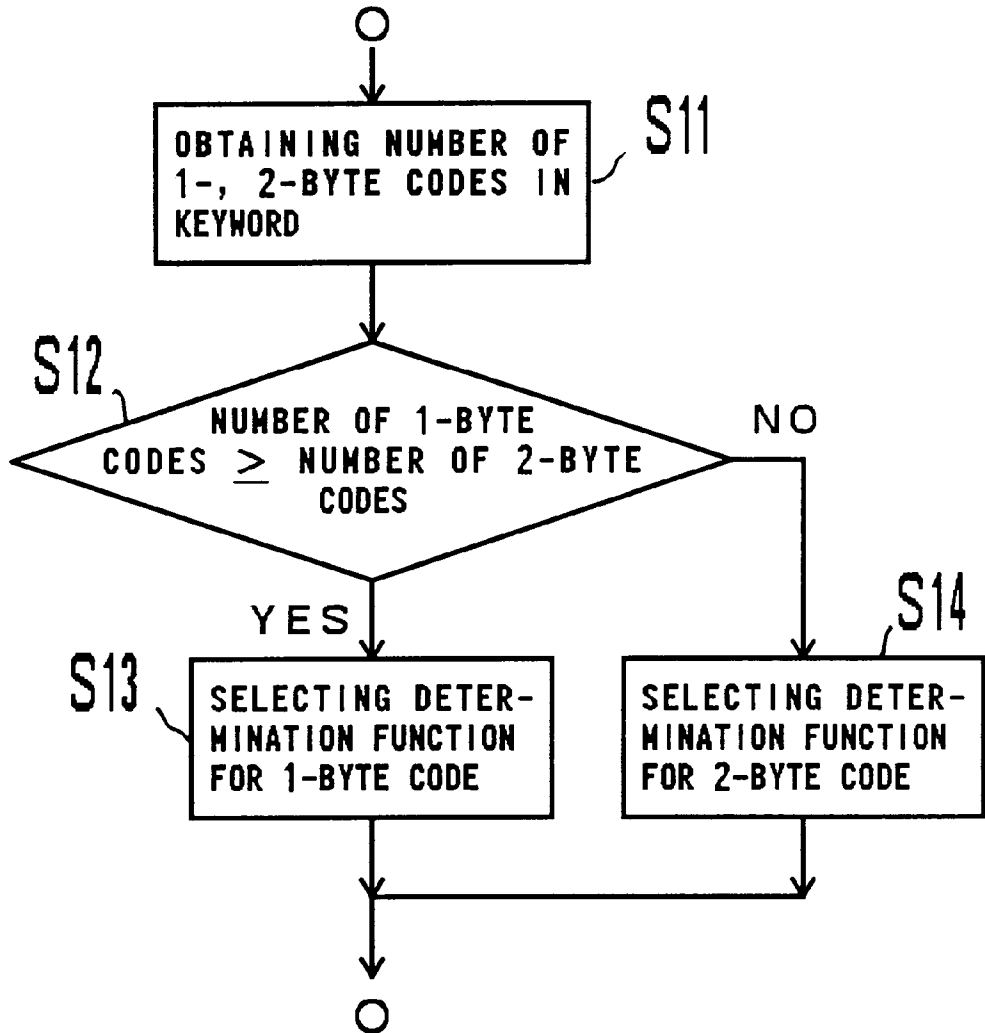 OBTAINING NUMBER OF
1-, 2-BYTE CODES IN
KEYWORD
S11
S12
NUMBER OF 1-BYTE
CODES ≥ NUMBER OF 2-BYTE
CODES
NO
YES
S13
SELECTING DETER-
MINATION FUNCTION
FOR 1-BYTE CODE
S14
SELECTING DETER-
MINATION FUNCTION
FOR 2-BYTE CODE